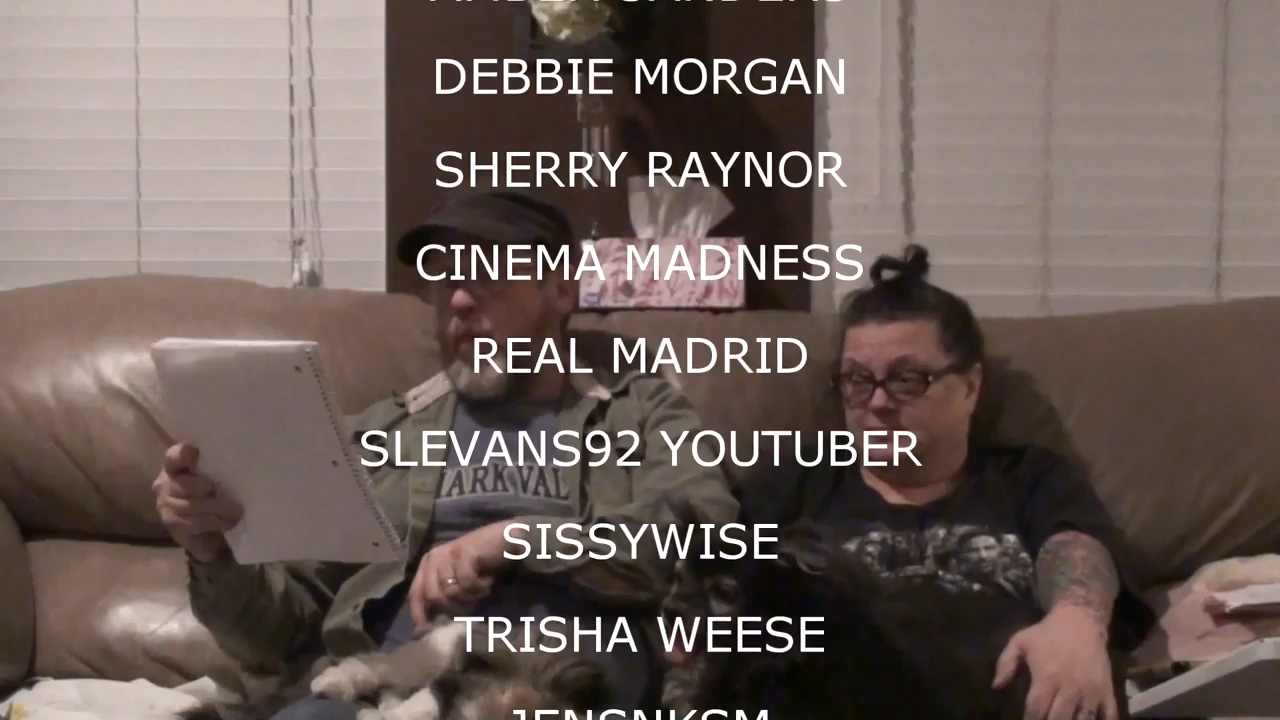 DEBBIE MORGAN
SHERRY RAYNOR
CINEMA MADNESS
REAL MADRID
SLEVANS92 YOUTUBER
SISSYWISE
TRISHA WEESE